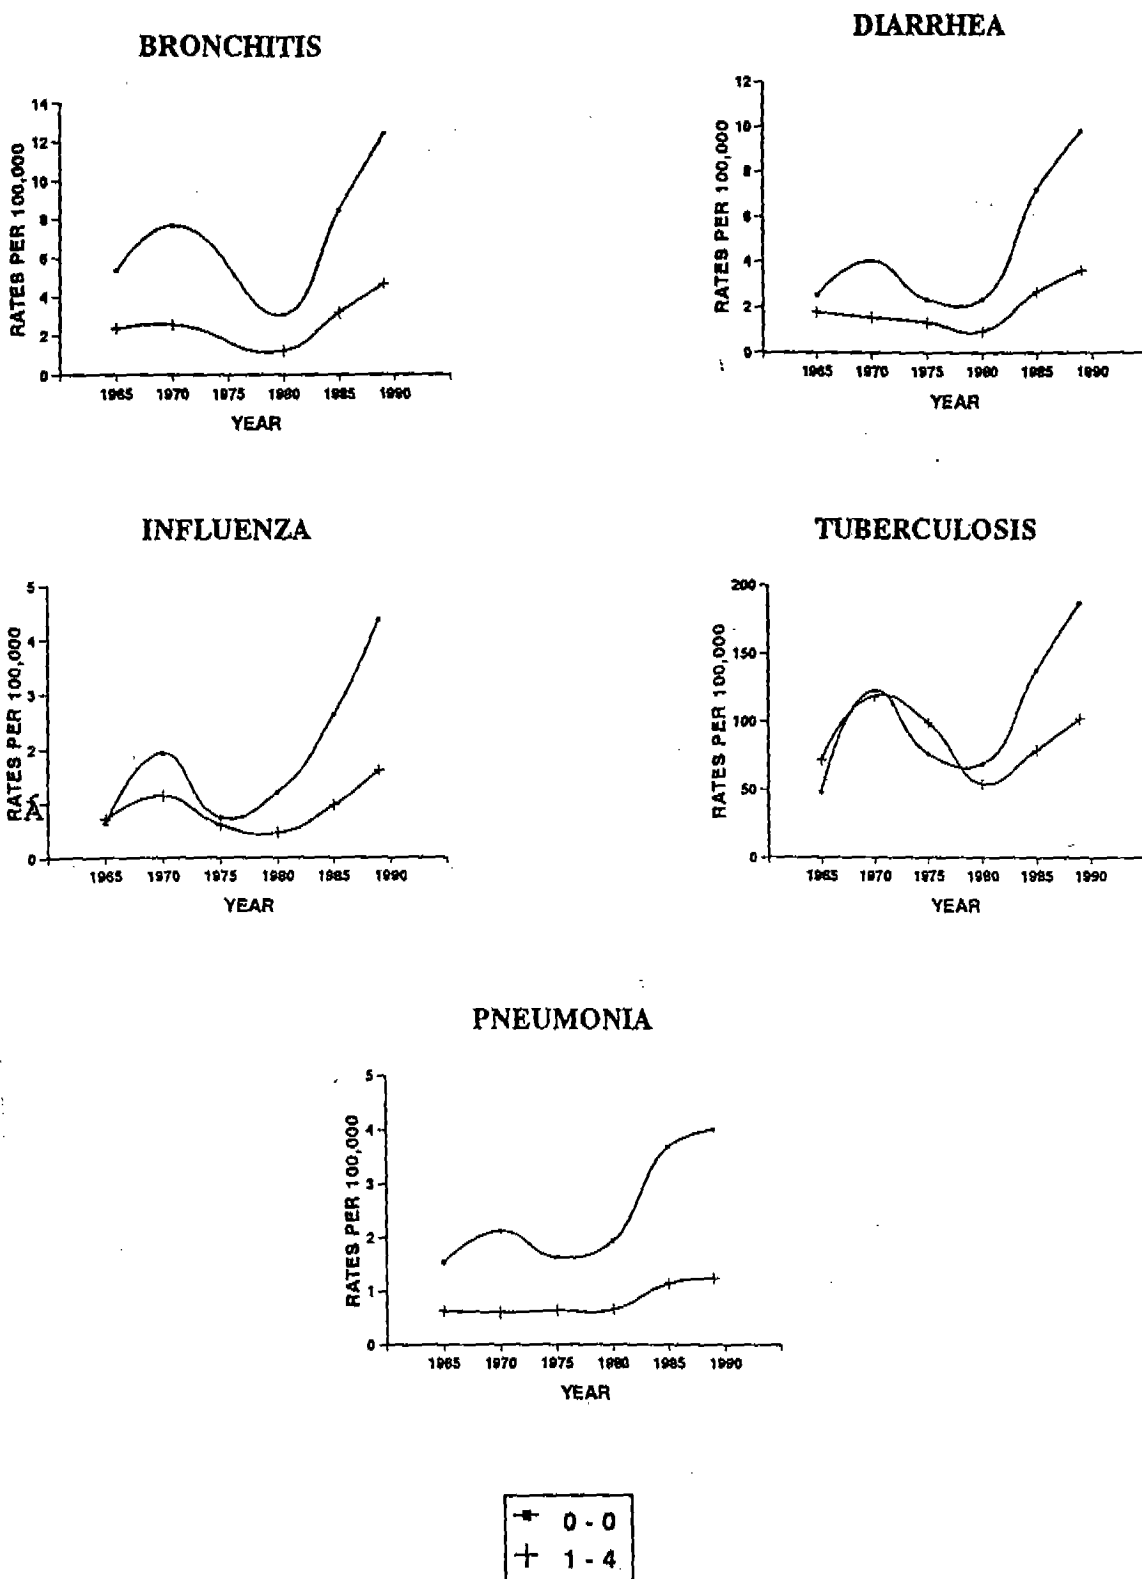 BRONCHITIS
RATES PER 100,000
14
12
10
8
6
4
2
0
1965 1970 1975 1980 1985 1990
YEAR
DIARRHEA
RATES PER 100,000
12
10
8
6
4
2
0
1965 1970 1975 1980 1985 1990
YEAR
INFLUENZA
RATES PER 100,000
5
4
3
2
1
0
Á
1965 1970 1975 1980 1985 1990
YEAR
TUBERCULOSIS
RATES PER 100,000
200
150
100
50
0
1965 1970 1975 1980 1985 1990
YEAR
PNEUMONIA
RATES PER 100,000
5
4
3
2
1
0
1965 1970 1975 1980 1985 1990
YEAR
0 - 0
1 - 4